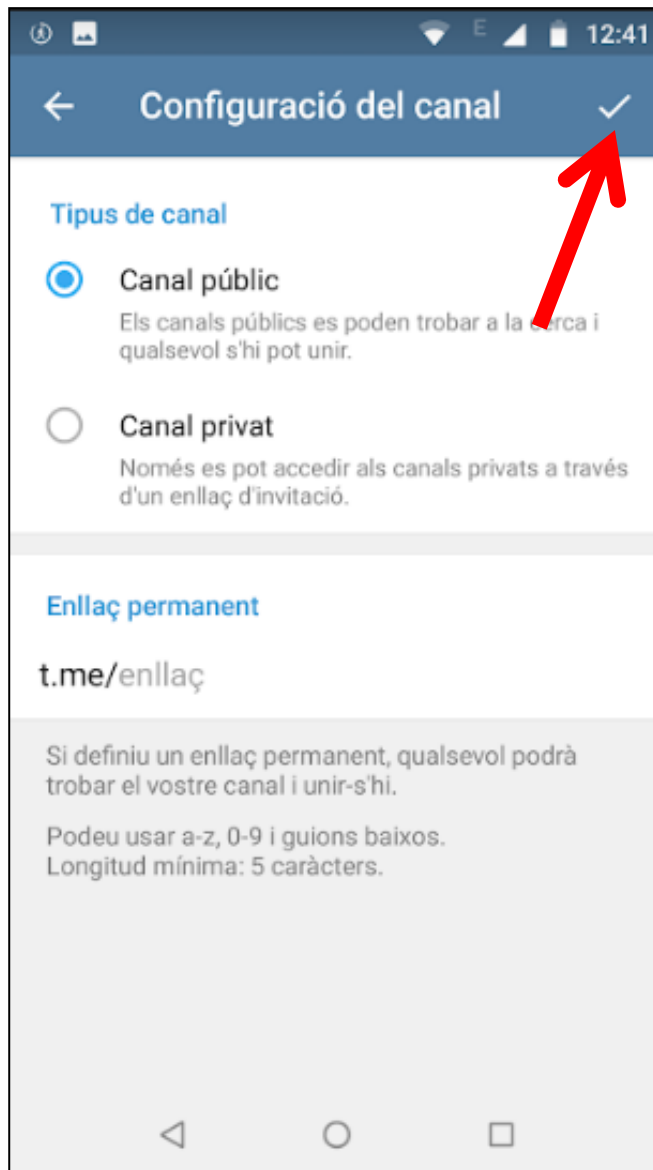 E 12:41
Configuració del canal
Tipus de canal
Canal públic
Els canals públics es poden trobar a la cerca i
qualsevol s'hi pot unir.
Canal privat
Només es pot accedir als canals privats a través
d'un enllaç d'invitació.
Enllaç permanent
t.me/enllaç
Si definiu un enllaç permanent, qualsevol podrà
trobar el vostre canal i unir-s'hi.
Podeu usar a-z, 0-9 i guions baixos.
Longitud mínima: 5 caràcters.